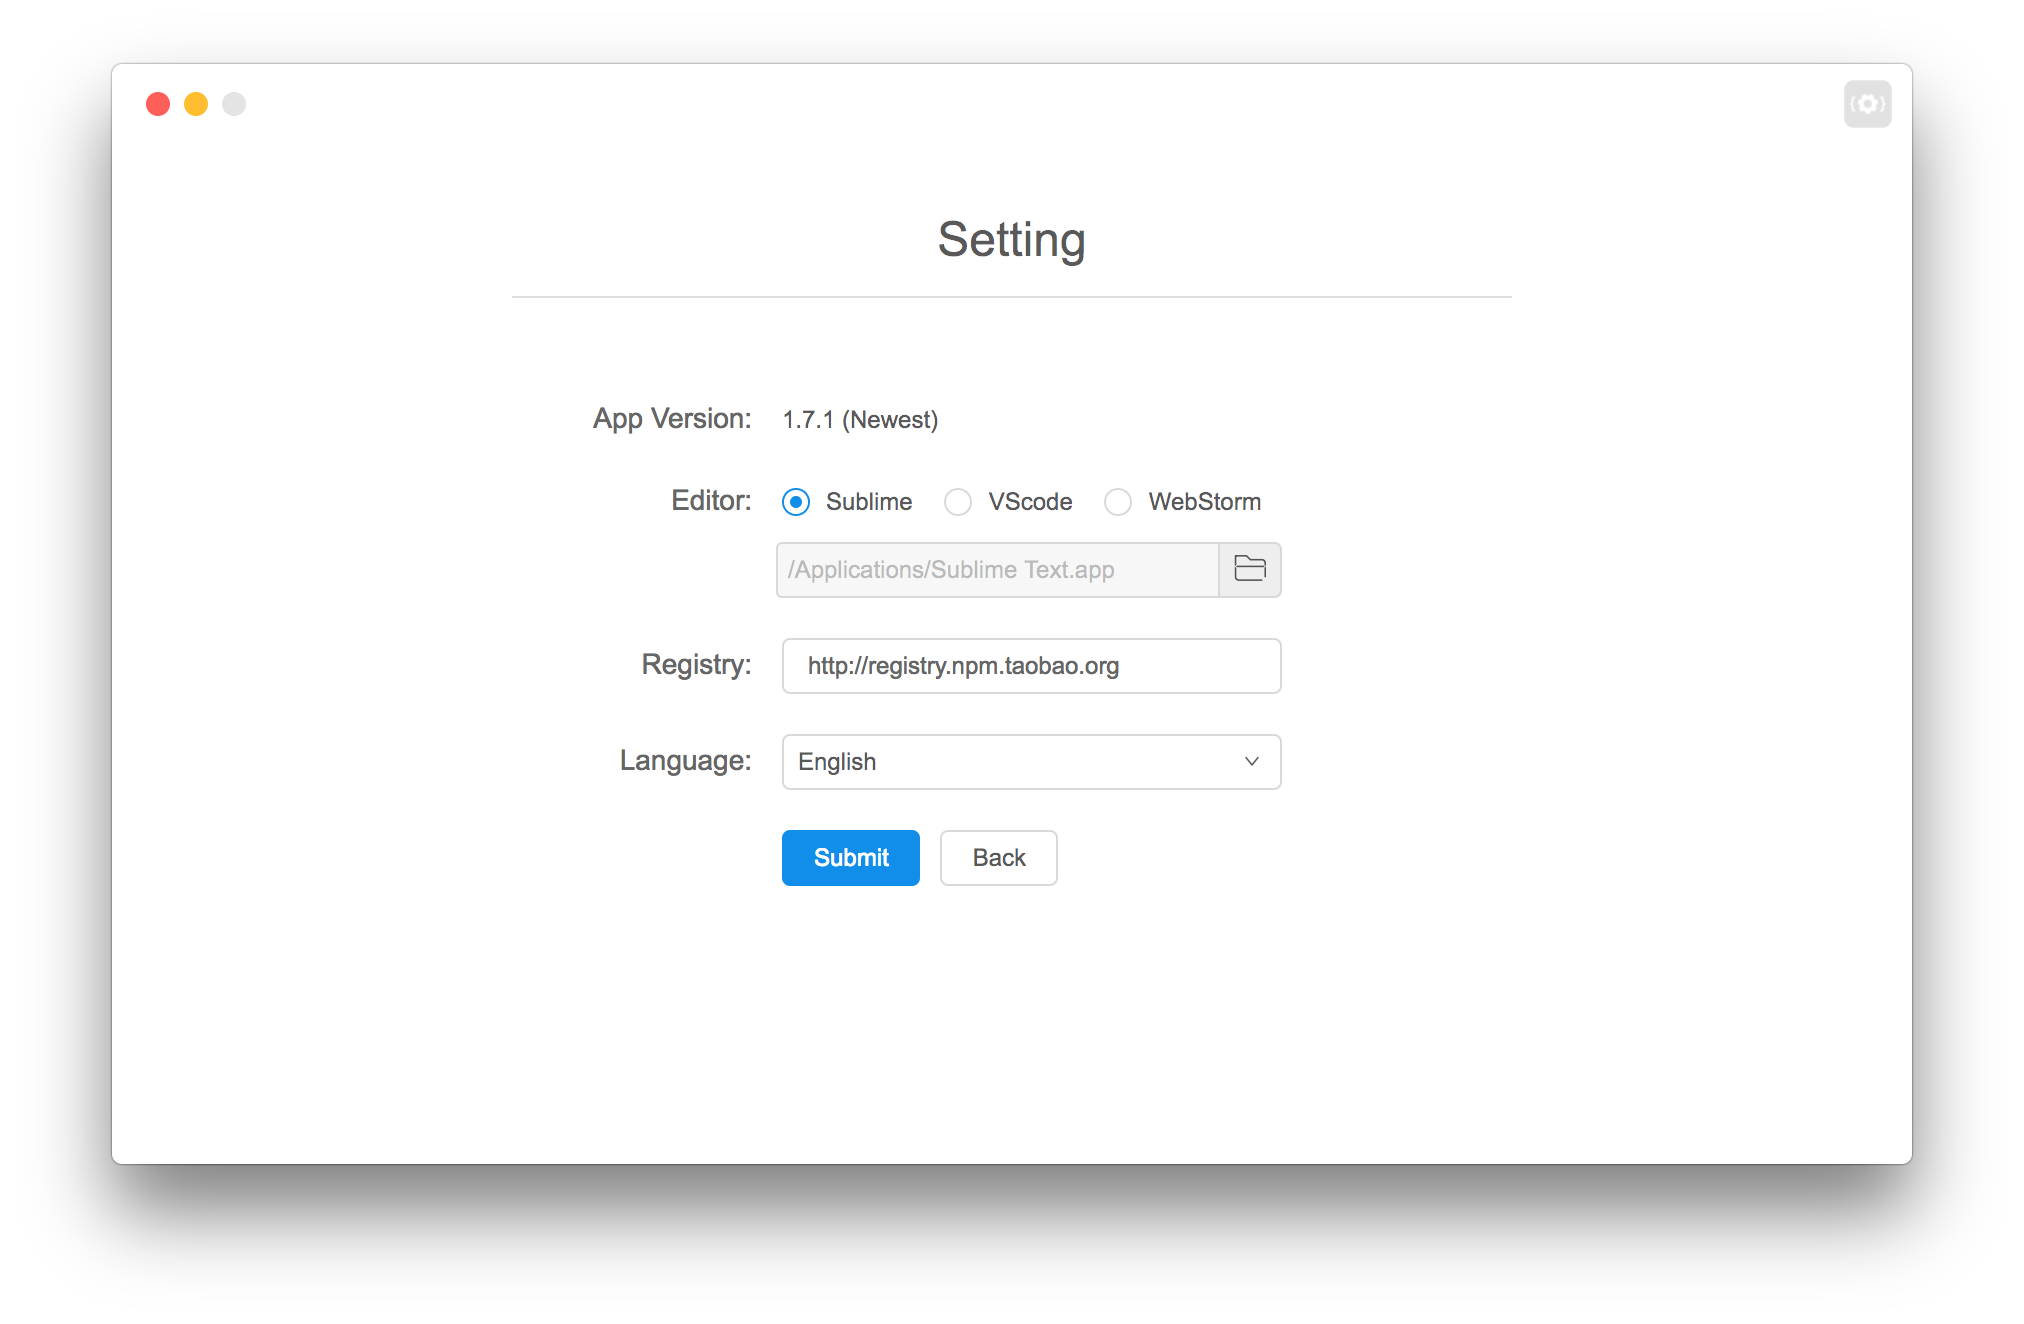 Setting
App Version: 1.7.1 (Newest)
Editor: Sublime VScode WebStorm
/Applications/Sublime Text.app
Registry: http://registry.npm.taobao.org
Language: English
Submit Back